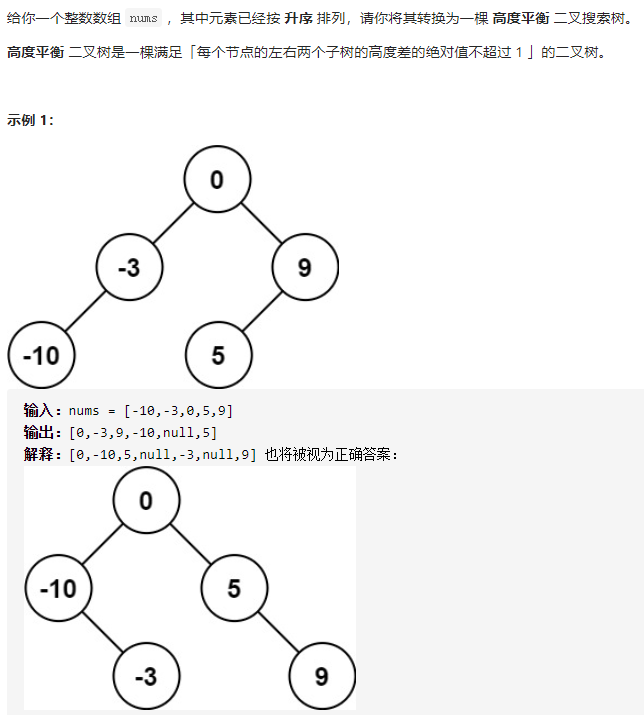 给你一个整数数组 nums ，其中元素已经按 升序 排列，请你将其转换为一棵 高度平衡 二叉搜索树。
高度平衡 二叉树是一棵满足「每个节点的左右两个子树的高度差的绝对值不超过 1 」的二叉树。
示例 1：
0
-3
9
-10
5
输入：nums = [-10,-3,0,5,9]
输出：[0,-3,9,-10,null,5]
解释：[0,-10,5,null,-3,null,9] 也将被视为正确答案：
0
-10
5
-3
9